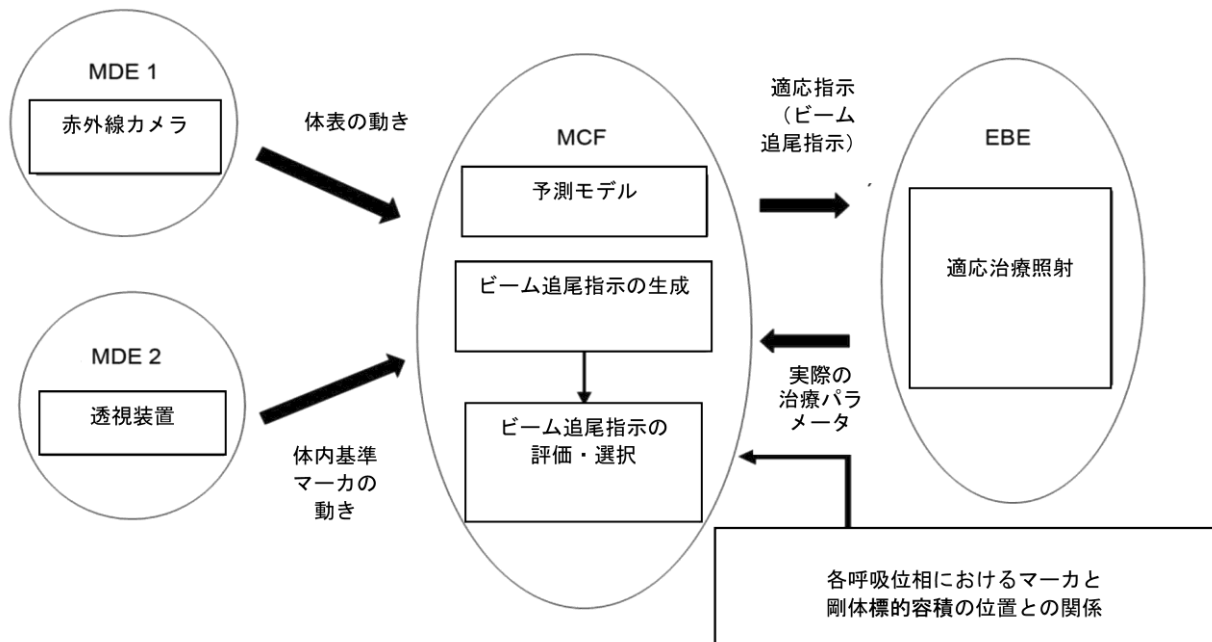 MDE 1
赤外線カメラ
体表の動き
MDE 2
透視装置
体内基準
マーカの
動き
MCF
予測モデル
ビーム追尾指示の生成
ビーム追尾指示の
評価・選択
適応指示
（ビーム
追尾指示）
実際の
治療パラ
メータ
EBE
適応治療照射
各呼吸位相におけるマーカと
剛体標的容積の位置との関係